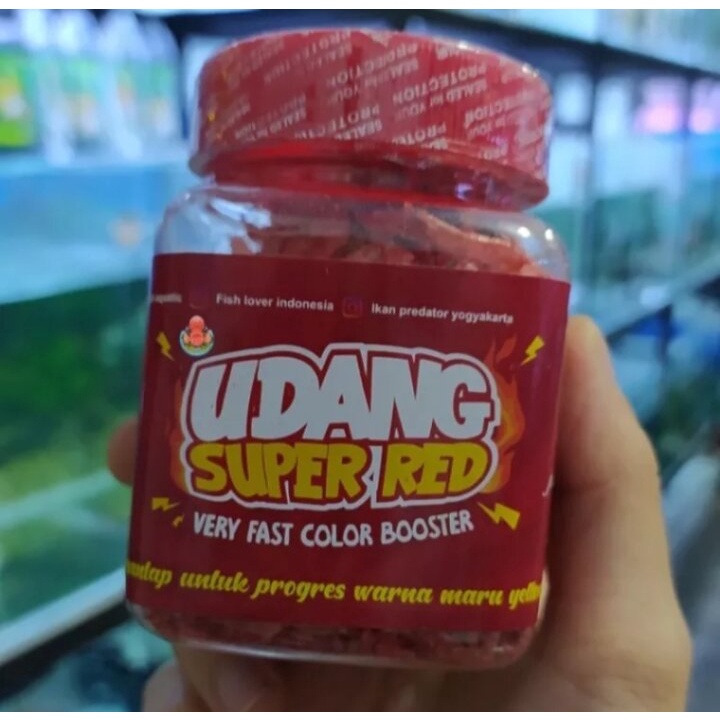 SEALED for YOUR PROTECTION
Fish lover indonesia
Ikan predator yogyakarta
UDANG
SUPER RED
VERY FAST COLOR BOOSTER
untuk progres warna maru